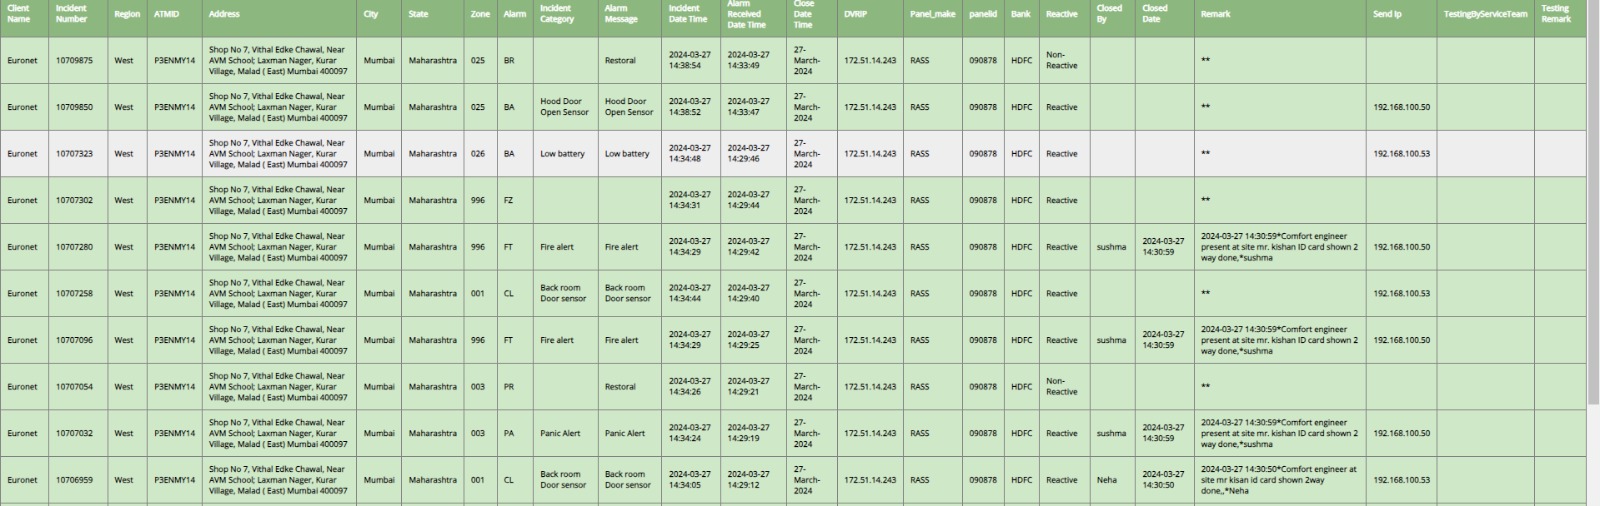 Client Name | Incident Number | Region | ATMID | Address | City | State | Zone | Alarm | Incident Category | Alarm Message | Incident Date Time | Alarm Received Date Time | Close Date Time | DVRIP | Panel_make | panelid | Bank | Reactive | Closed By | Closed Date | Remark | Send Ip | TestingByServiceTeam | Testing Remark
Euronet | 10709875 | West | P3ENMY14 | Shop No 7, Vithal Edke Chawal, Near AVM School; Laxman Nager, Kurar Village, Malad ( East) Mumbai 400097 | Mumbai | Maharashtra | 025 | BR | | Restoral | 2024-03-27 14:38:54 | 2024-03-27 14:33:49 | 27-March-2024 | 172.51.14.243 | RASS | 090878 | HDFC | Non-Reactive | | | ** | | |
Euronet | 10709850 | West | P3ENMY14 | Shop No 7, Vithal Edke Chawal, Near AVM School; Laxman Nager, Kurar Village, Malad ( East) Mumbai 400097 | Mumbai | Maharashtra | 025 | BA | Hood Door Open Sensor | Hood Door Open Sensor | 2024-03-27 14:38:52 | 2024-03-27 14:33:47 | 27-March-2024 | 172.51.14.243 | RASS | 090878 | HDFC | Reactive | | | ** | 192.168.100.50 | |
Euronet | 10707323 | West | P3ENMY14 | Shop No 7, Vithal Edke Chawal, Near AVM School; Laxman Nager, Kurar Village, Malad ( East) Mumbai 400097 | Mumbai | Maharashtra | 026 | BA | Low battery | Low battery | 2024-03-27 14:34:48 | 2024-03-27 14:29:46 | 27-March-2024 | 172.51.14.243 | RASS | 090878 | HDFC | Reactive | | | ** | 192.168.100.53 | |
Euronet | 10707302 | West | P3ENMY14 | Shop No 7, Vithal Edke Chawal, Near AVM School; Laxman Nager, Kurar Village, Malad ( East) Mumbai 400097 | Mumbai | Maharashtra | 996 | FZ | | | 2024-03-27 14:34:31 | 2024-03-27 14:29:44 | 27-March-2024 | 172.51.14.243 | RASS | 090878 | HDFC | Reactive | | | ** | | |
Euronet | 10707280 | West | P3ENMY14 | Shop No 7, Vithal Edke Chawal, Near AVM School; Laxman Nager, Kurar Village, Malad ( East) Mumbai 400097 | Mumbai | Maharashtra | 996 | FT | Fire alert | Fire alert | 2024-03-27 14:34:29 | 2024-03-27 14:29:42 | 27-March-2024 | 172.51.14.243 | RASS | 090878 | HDFC | Reactive | sushma | 2024-03-27 14:30:59 | 2024-03-27 14:30:59*Comfort engineer present at site mr. kishan ID card shown 2 way done,*sushma | 192.168.100.50 | |
Euronet | 10707258 | West | P3ENMY14 | Shop No 7, Vithal Edke Chawal, Near AVM School; Laxman Nager, Kurar Village, Malad ( East) Mumbai 400097 | Mumbai | Maharashtra | 001 | CL | Back room Door sensor | Back room Door sensor | 2024-03-27 14:34:44 | 2024-03-27 14:29:40 | 27-March-2024 | 172.51.14.243 | RASS | 090878 | HDFC | Reactive | | | ** | 192.168.100.53 | |
Euronet | 10707096 | West | P3ENMY14 | Shop No 7, Vithal Edke Chawal, Near AVM School; Laxman Nager, Kurar Village, Malad ( East) Mumbai 400097 | Mumbai | Maharashtra | 996 | FT | Fire alert | Fire alert | 2024-03-27 14:34:29 | 2024-03-27 14:29:25 | 27-March-2024 | 172.51.14.243 | RASS | 090878 | HDFC | Reactive | sushma | 2024-03-27 14:30:59 | 2024-03-27 14:30:59*Comfort engineer present at site mr. kishan ID card shown 2 way done,*sushma | 192.168.100.50 | |
Euronet | 10707054 | West | P3ENMY14 | Shop No 7, Vithal Edke Chawal, Near AVM School; Laxman Nager, Kurar Village, Malad ( East) Mumbai 400097 | Mumbai | Maharashtra | 003 | PR | | Restoral | 2024-03-27 14:34:26 | 2024-03-27 14:29:21 | 27-March-2024 | 172.51.14.243 | RASS | 090878 | HDFC | Non-Reactive | | | ** | | |
Euronet | 10707032 | West | P3ENMY14 | Shop No 7, Vithal Edke Chawal, Near AVM School; Laxman Nager, Kurar Village, Malad ( East) Mumbai 400097 | Mumbai | Maharashtra | 003 | PA | Panic Alert | Panic Alert | 2024-03-27 14:34:24 | 2024-03-27 14:29:19 | 27-March-2024 | 172.51.14.243 | RASS | 090878 | HDFC | Reactive | sushma | 2024-03-27 14:30:59 | 2024-03-27 14:30:59*Comfort engineer present at site mr. kishan ID card shown 2 way done,*sushma | 192.168.100.50 | |
Euronet | 10706959 | West | P3ENMY14 | Shop No 7, Vithal Edke Chawal, Near AVM School; Laxman Nager, Kurar Village, Malad ( East) Mumbai 400097 | Mumbai | Maharashtra | 001 | CL | Back room Door sensor | Back room Door sensor | 2024-03-27 14:34:05 | 2024-03-27 14:29:12 | 27-March-2024 | 172.51.14.243 | RASS | 090878 | HDFC | Reactive | Neha | 2024-03-27 14:30:50 | 2024-03-27 14:30:50*Comfort engineer at site mr kisan id card shown 2way done,,*Neha | 192.168.100.53 | |